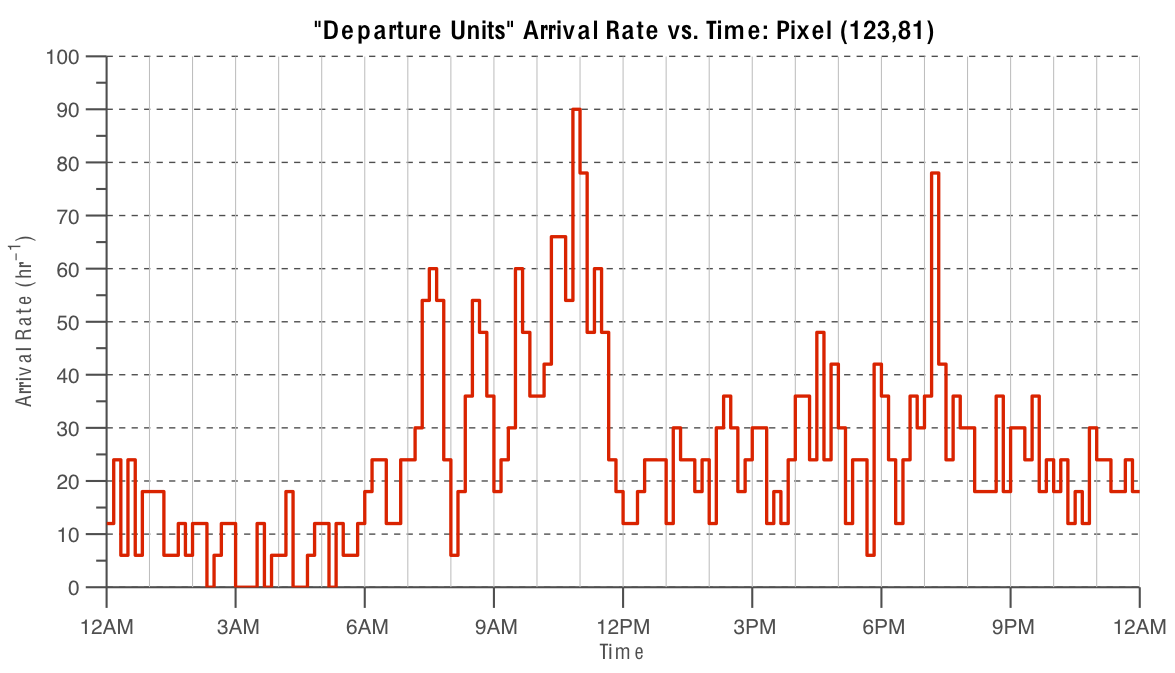 "Departure Units" Arrival Rate vs. Time: Pixel (123,81)
100
90
80
70
60
50
40
30
20
10
0
Arrival Rate (hr⁻¹)
12AM 3AM 6AM 9AM 12PM 3PM 6PM 9PM 12AM
Time